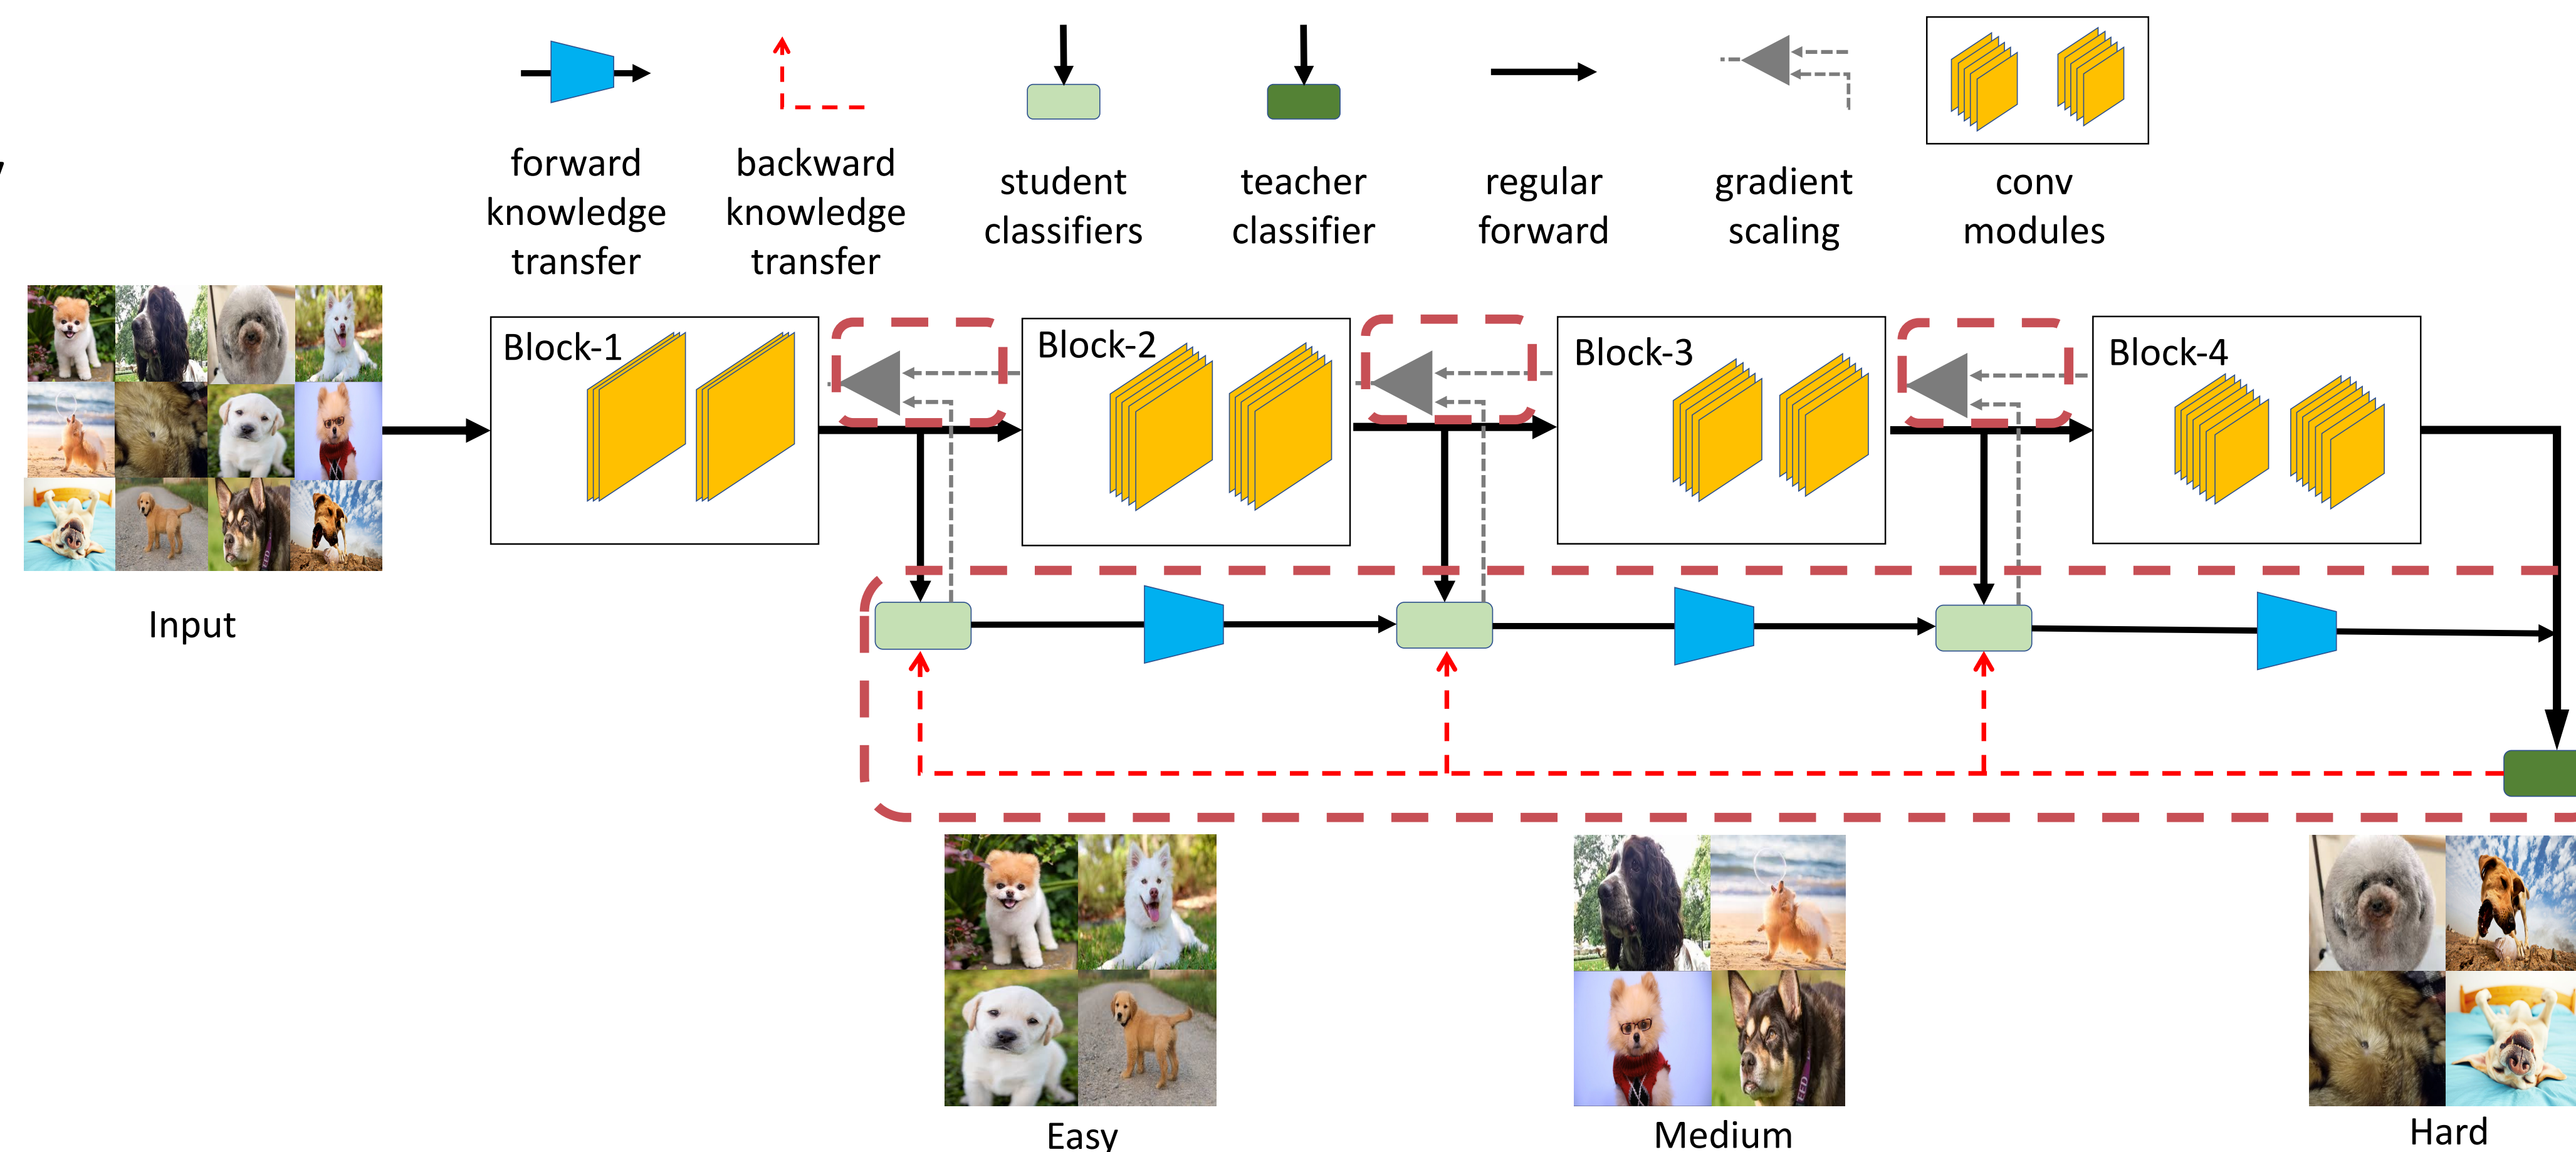 forward
knowledge
transfer
backward
knowledge
transfer
student
classifiers
teacher
classifier
regular
forward
gradient
scaling
conv
modules
Block-1
Block-2
Block-3
Block-4
Input
Easy
Medium
Hard